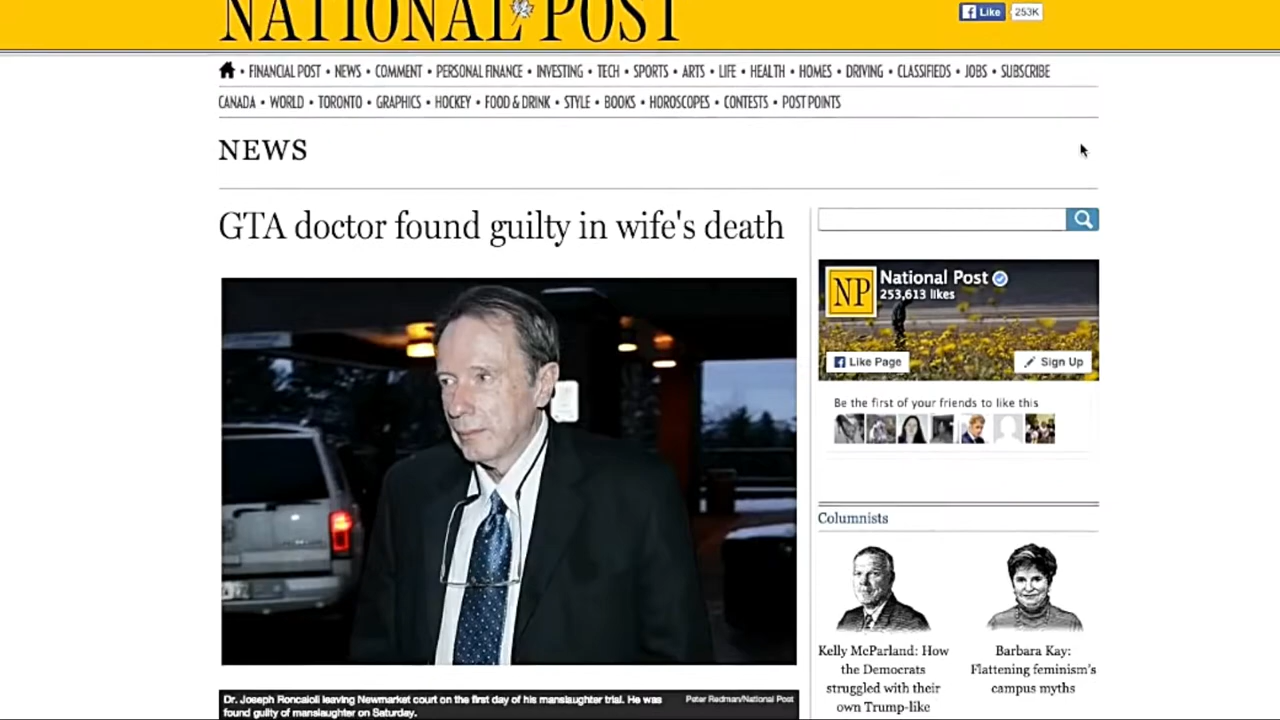 NATIONAL POST
Like 253K
FINANCIAL POST • NEWS • COMMENT • PERSONAL FINANCE • INVESTING • TECH • SPORTS • ARTS • LIFE • HEALTH • HOMES • DRIVING • CLASSIFIEDS • JOBS • SUBSCRIBE
CANADA • WORLD • TORONTO • GRAPHICS • HOCKEY • FOOD & DRINK • STYLE • BOOKS • HOROSCOPES • CONTESTS • POST POINTS
NEWS
GTA doctor found guilty in wife's death
Dr. Joseph Roncaioli leaving Newmarket court on the first day of his manslaughter trial. He was
found guilty of manslaughter on Saturday.
Peter Redman/National Post
NP
National Post
253,613 likes
Like Page
Sign Up
Be the first of your friends to like this
Columnists
Kelly McParland: How
the Democrats
struggled with their
own Trump-like
Barbara Kay:
Flattening feminism's
campus myths